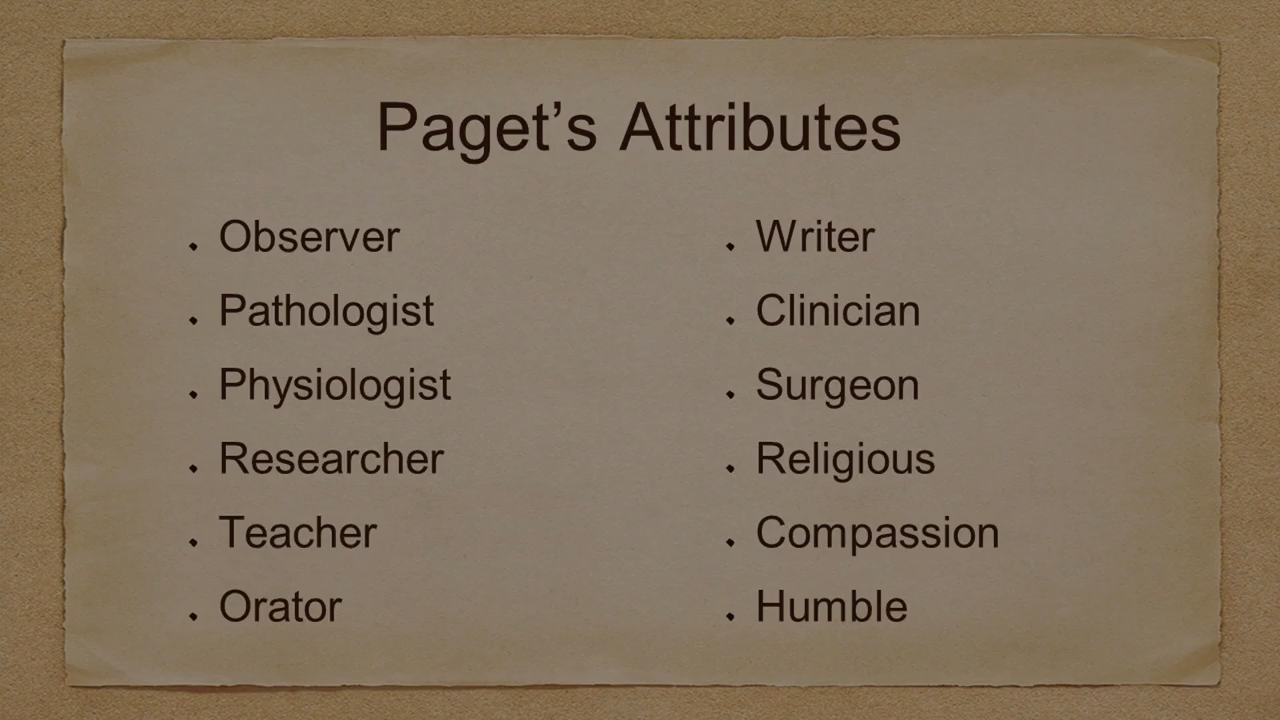 Paget’s Attributes
. Observer
. Pathologist
. Physiologist
. Researcher
. Teacher
. Orator
. Writer
. Clinician
. Surgeon
. Religious
. Compassion
. Humble